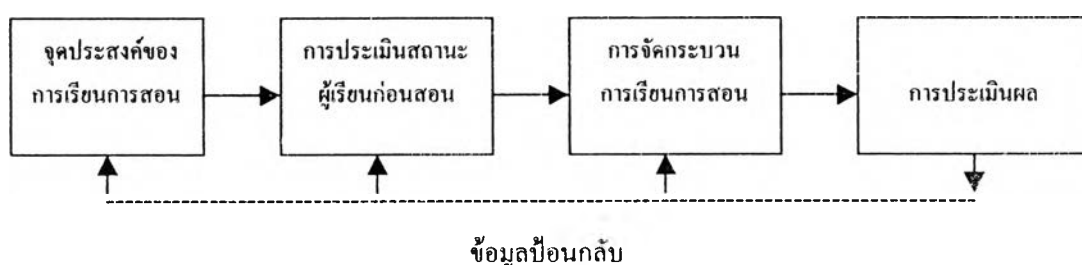 จุดประสงค์ของ
การเรียนการสอน
การประเมินสถานะ
ผู้เรียนก่อนสอน
การจัดกระบวน
การเรียนการสอน
การประเมินผล
ข้อมูลป้อนกลับ